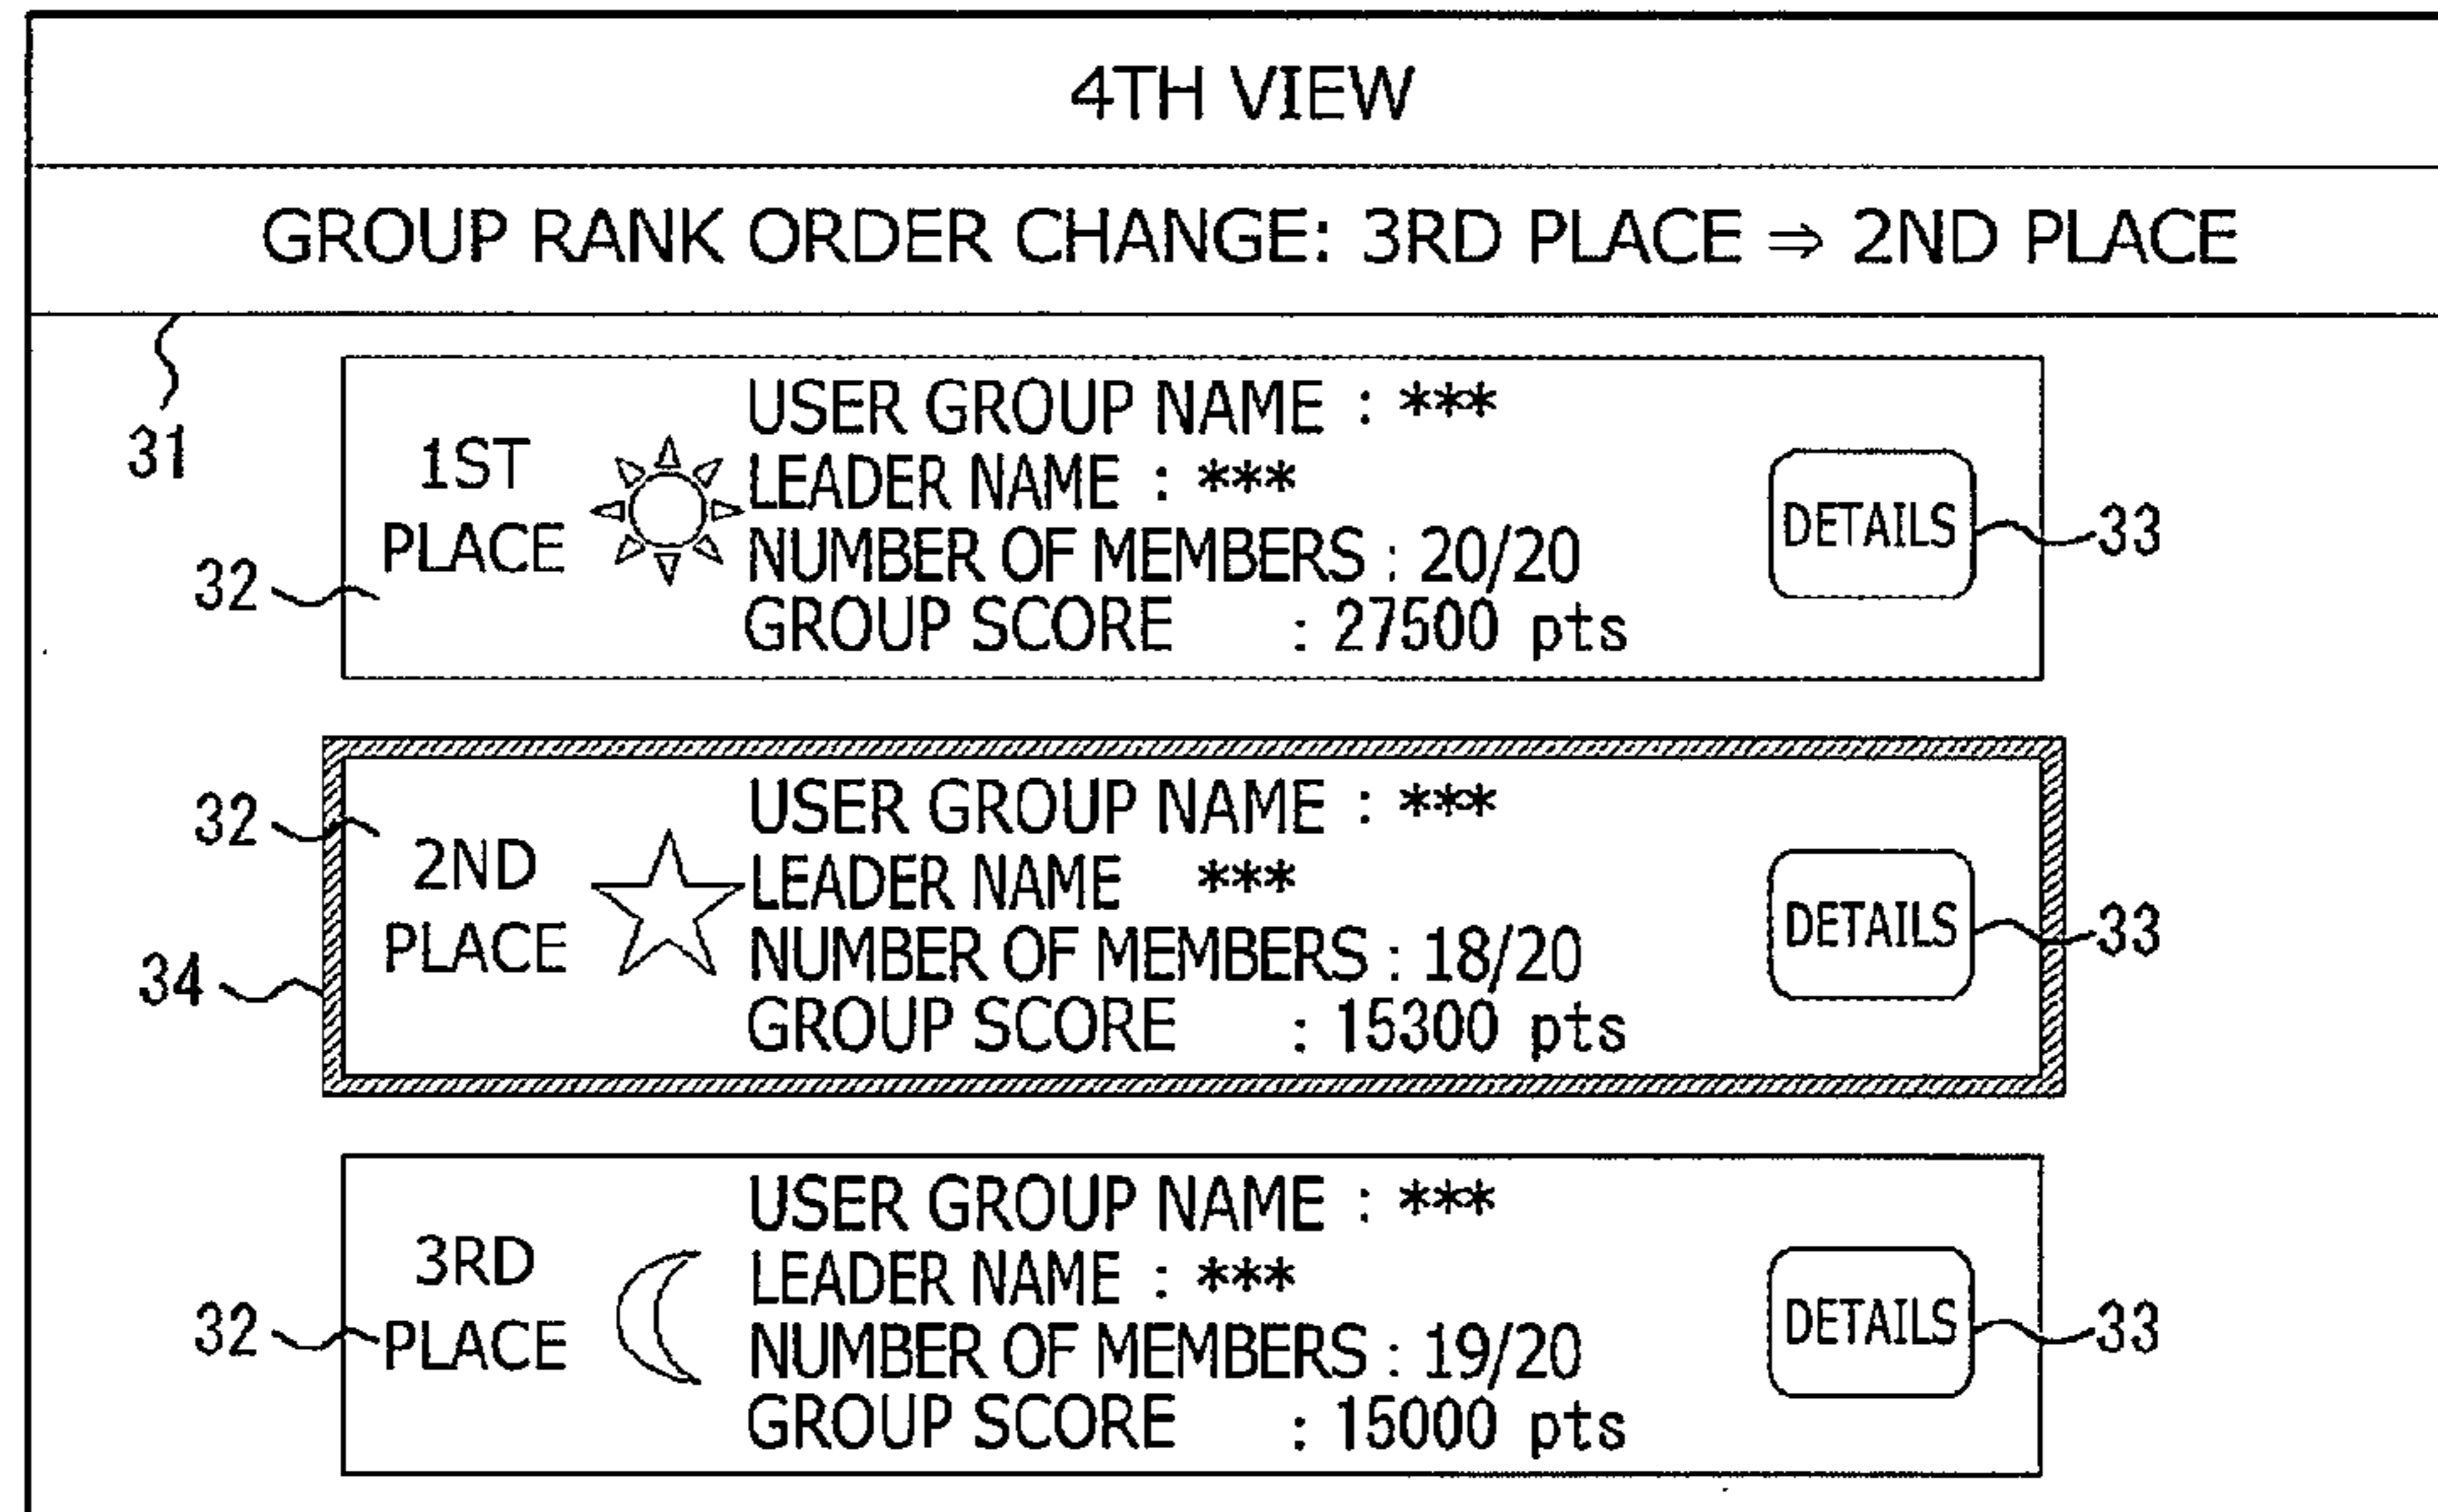 4TH VIEW
GROUP RANK ORDER CHANGE: 3RD PLACE ⇒ 2ND PLACE
31
1ST
PLACE
USER GROUP NAME : ***
LEADER NAME : ***
NUMBER OF MEMBERS : 20/20
GROUP SCORE : 27500 pts
DETAILS
33
32
32
2ND
PLACE
USER GROUP NAME : ***
LEADER NAME ***
NUMBER OF MEMBERS : 18/20
GROUP SCORE : 15300 pts
DETAILS
33
34
3RD
PLACE
USER GROUP NAME : ***
LEADER NAME : ***
NUMBER OF MEMBERS : 19/20
GROUP SCORE : 15000 pts
DETAILS
33
32